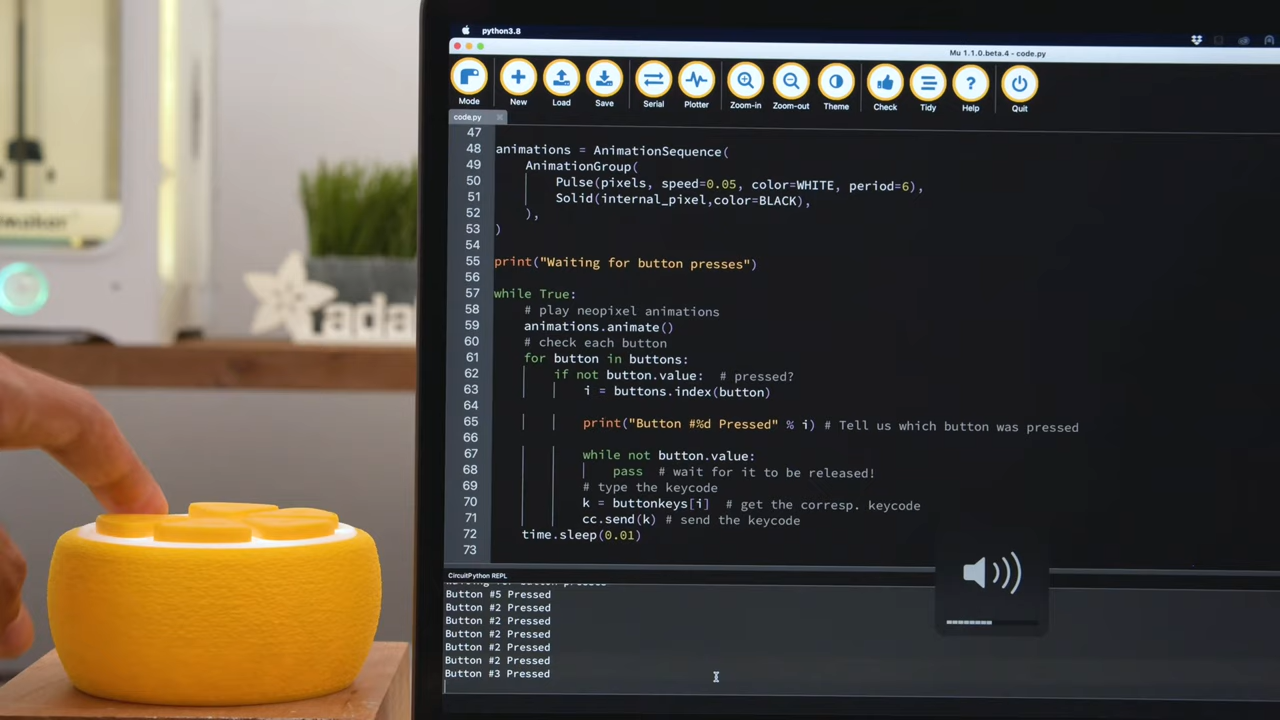 python3.8
Mu 1.1.0.beta.4 - code.py
Mode New Load Save Serial Plotter Zoom-in Zoom-out Theme Check Tidy Help Quit
code.py
47
48 animations = AnimationSequence(
49 AnimationGroup(
50 Pulse(pixels, speed=0.05, color=WHITE, period=6),
51 Solid(internal_pixel,color=BLACK),
52 ),
53 )
54
55 print("Waiting for button presses")
56
57 while True:
58 # play neopixel animations
59 animations.animate()
60 # check each button
61 for button in buttons:
62 if not button.value:  # pressed?
63 i = buttons.index(button)
64
65 print("Button #%d Pressed" % i) # Tell us which button was pressed
66
67 while not button.value:
68 pass  # wait for it to be released!
69 # type the keycode
70 k = buttonkeys[i]  # get the corresp. keycode
71 cc.send(k) # send the keycode
72 time.sleep(0.01)
73
CircuitPython REPL
Waiting for button presses
Button #5 Pressed
Button #2 Pressed
Button #2 Pressed
Button #2 Pressed
Button #2 Pressed
Button #2 Pressed
Button #3 Pressed
adaf